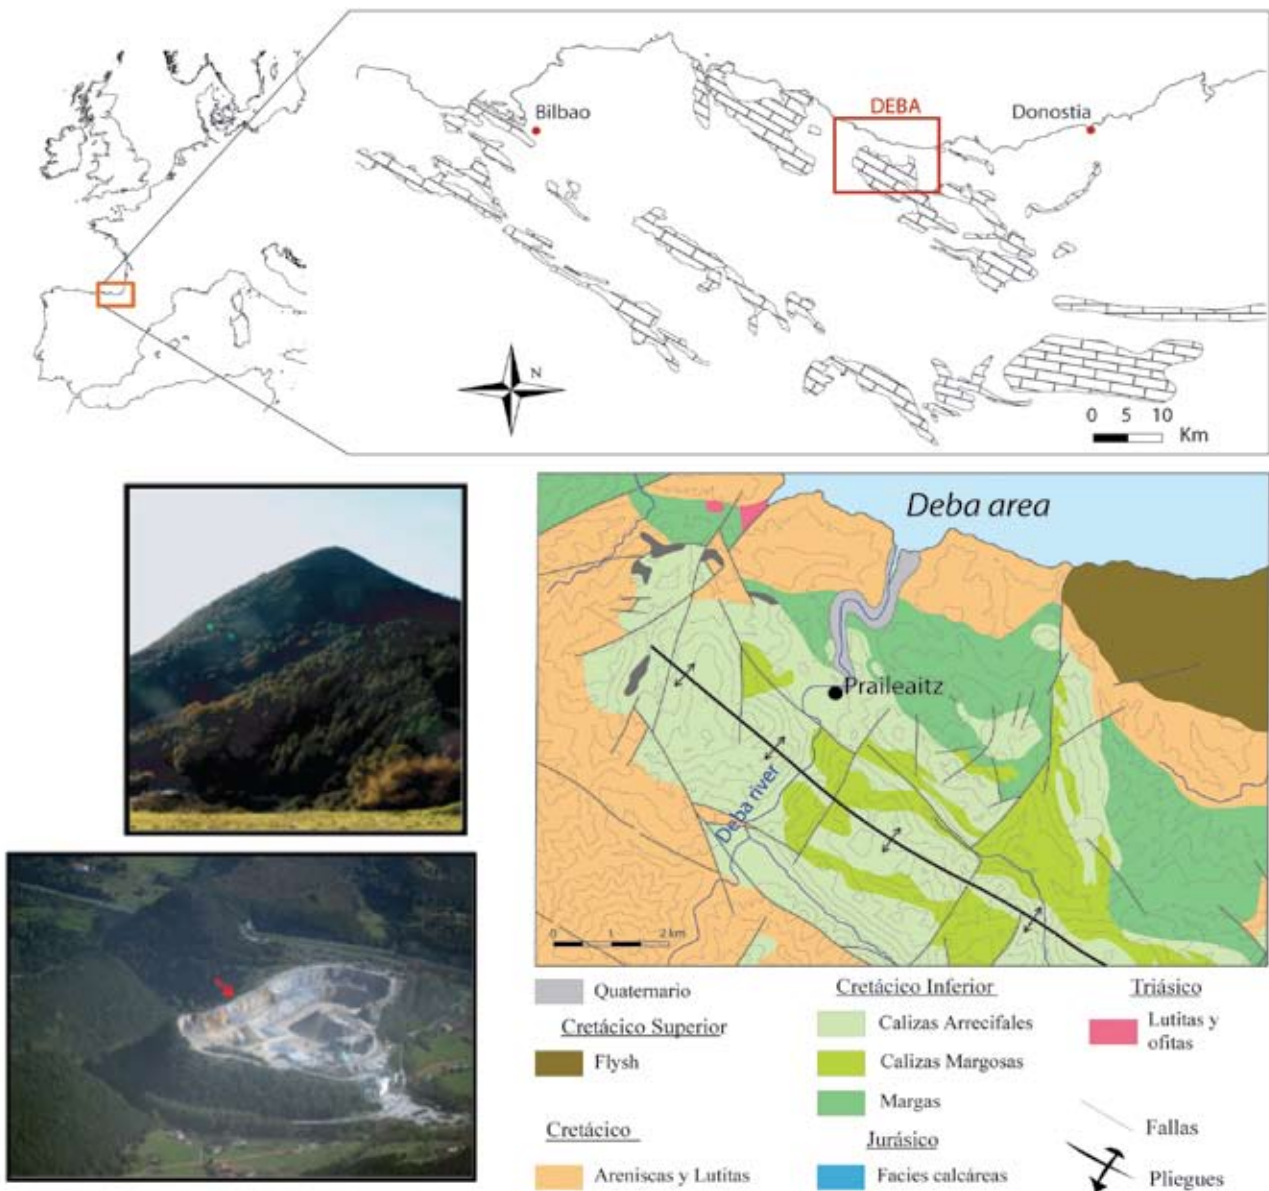 Bilbao
DEBA
Donostia
N
0 5 10
Km
Deba area
Praileaitz
Deba river
0 1 2 km
Quaternario
Cretácico Superior
Flysh
Cretácico
Areniscas y Lutitas
Cretácico Inferior
Calizas Arrecifales
Calizas Margosas
Margas
Jurásico
Facies calcáreas
Triásico
Lutitas y
ofitas
Fallas
Pliegues